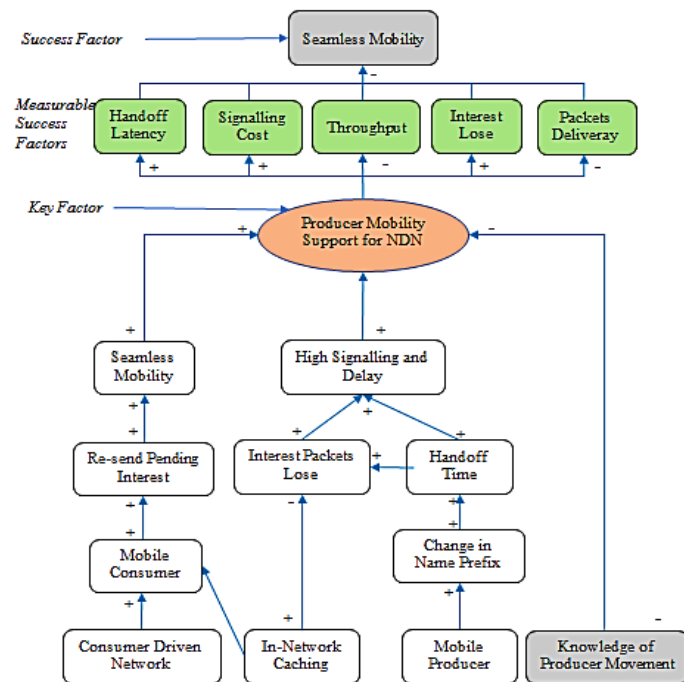 Success Factor
Seamless Mobility
-
Measurable
Success
Factors
Handoff
Latency
Signalling
Cost
Throughput
Interest
Lose
Packets
Deliveray
+ + - + -
Key Factor
Producer Mobility
Support for NDN
+ -
+ +
Seamless
Mobility
High Signalling and
Delay
+ +
+ + +
Re-send Pending
Interest
Interest Packets
Lose
+
Handoff
Time
+ - +
+ +
Mobile
Consumer
Change in
Name Prefix
+ + + -
Consumer Driven
Network
In-Network
Caching
Mobile
Producer
Knowledge of
Producer Movement